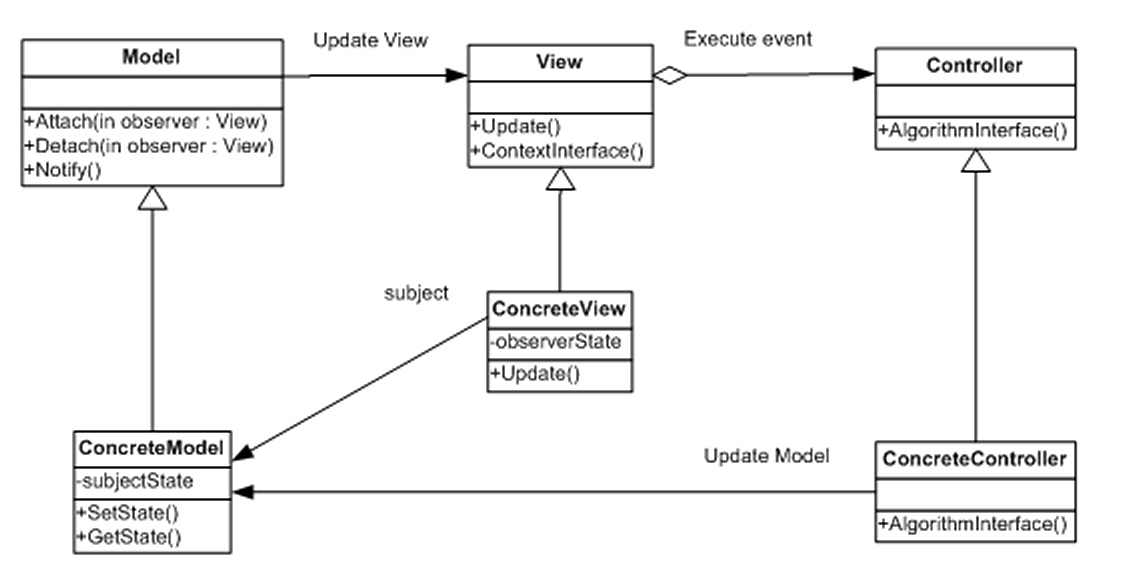 Model
+Attach(in observer : View)
+Detach(in observer : View)
+Notify()
Update View
View
+Update()
+ContextInterface()
Execute event
Controller
+AlgorithmInterface()
subject
ConcreteView
-observerState
+Update()
ConcreteModel
-subjectState
+SetState()
+GetState()
Update Model
ConcreteController
+AlgorithmInterface()